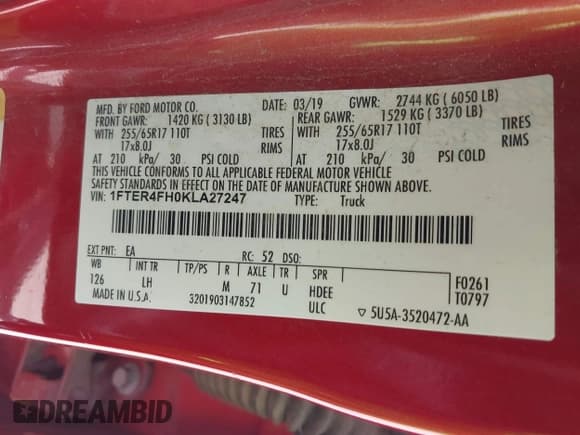 MFD. BY FORD MOTOR CO. DATE: 03/19 GVWR: 2744 KG ( 6050 LB)
FRONT GAWR: 1420 KG ( 3130 LB) REAR GAWR: 1529 KG ( 3370 LB)
WITH 255/65R17 110T TIRES WITH 255/65R17 110T TIRES
17x8.0J RIMS 17x8.0J RIMS
AT 210 kPa/ 30 PSI COLD AT 210 kPa/ 30 PSI COLD
THIS VEHICLE CONFORMS TO ALL APPLICABLE FEDERAL MOTOR VEHICLE
SAFETY STANDARDS IN EFFECT ON THE DATE OF MANUFACTURE SHOWN ABOVE.
VIN: 1FTER4FH0KLA27247 TYPE: Truck
EXT PNT: EA RC: 52 DSO:
WB INT TR TP/PS R AXLE TR SPR
126 LH M 71 U HDEE F0261
MADE IN U.S.A. 3201903147852 ULC T0797
5U5A-3520472-AA
DREAMBID